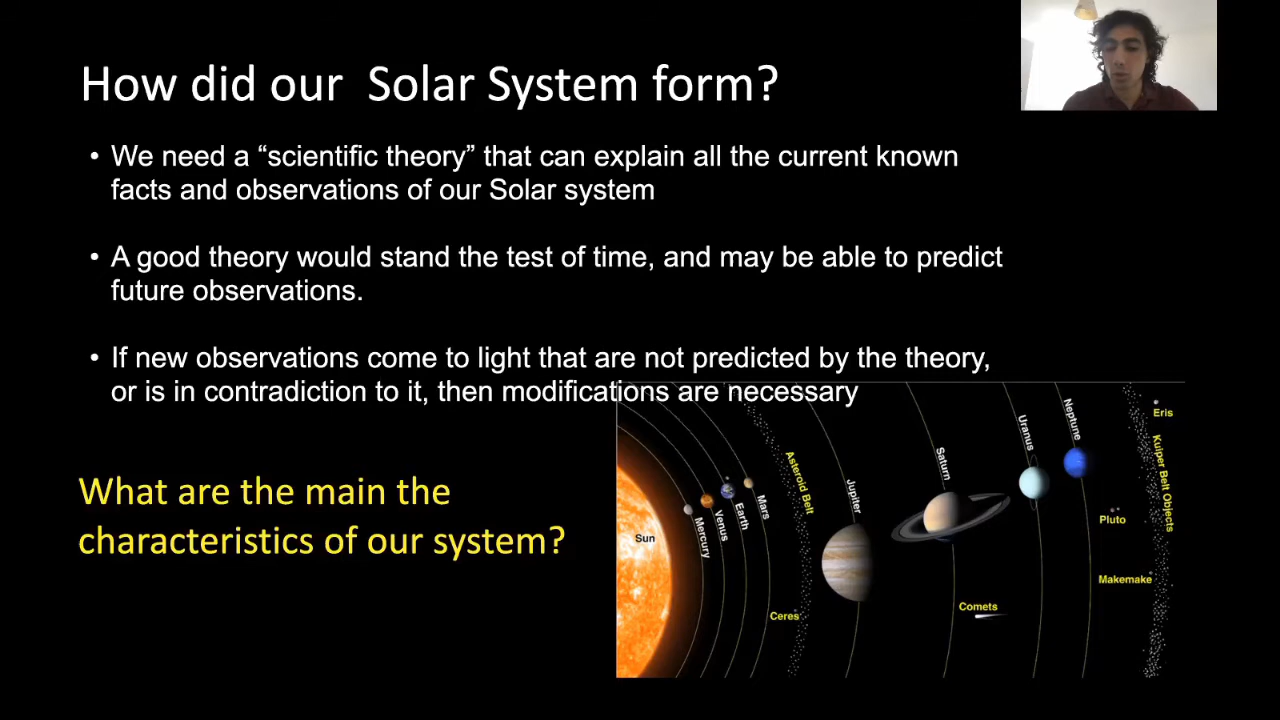 How did our Solar System form?
• We need a “scientific theory” that can explain all the current known
facts and observations of our Solar system
• A good theory would stand the test of time, and may be able to predict
future observations.
• If new observations come to light that are not predicted by the theory,
or is in contradiction to it, then modifications are necessary
What are the main the
characteristics of our system?
Sun
Mercury
Venus
Earth
Mars
Asteroid Belt
Ceres
Jupiter
Saturn
Comets
Uranus
Neptune
Eris
Kuiper Belt Objects
Pluto
Makemake